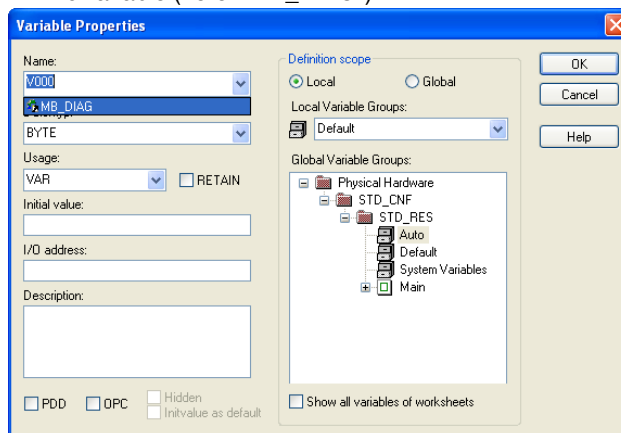 Variable Properties
Name:
V000
MB_DIAG
BYTE
Usage:
VAR
RETAIN
Initial value:
I/O address:
Description:
PDD
OPC
Hidden
Initvalue as default
Definition scope
Local
Global
Local Variable Groups:
Default
Global Variable Groups:
Physical Hardware
STD_CNF
STD_RES
Auto
Default
System Variables
Main
Show all variables of worksheets
OK
Cancel
Help